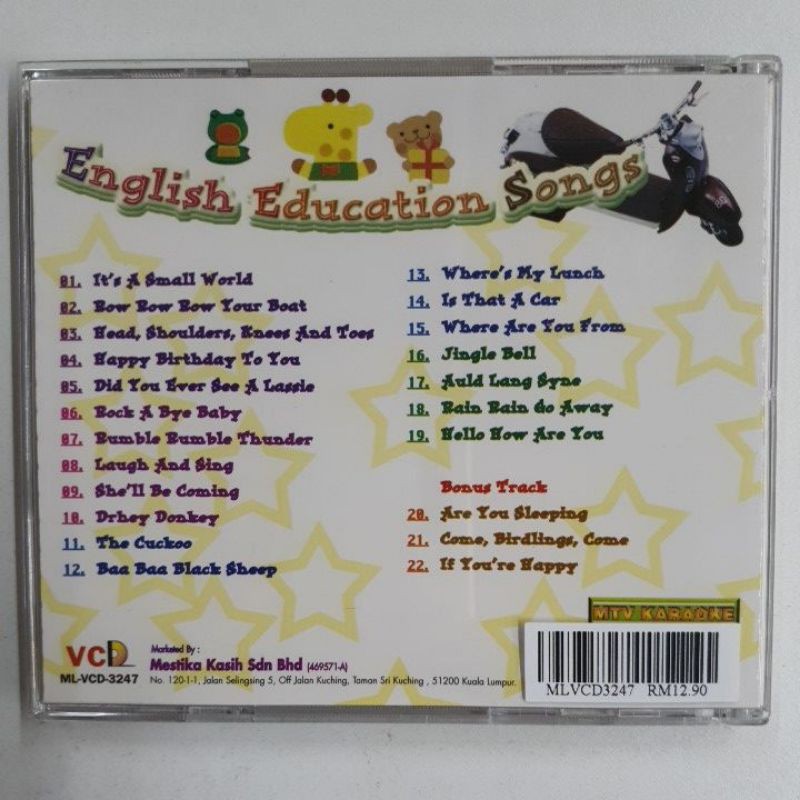 English Education Songs
01. It's A Small World
02. Row Row Row Your Boat
03. Head, Shoulders, Knees And Toes
04. Happy Birthday To You
05. Did You Ever See A Lassie
06. Rock A Bye Baby
07. Rumble Rumble Thunder
08. Laugh And Sing
09. She'll Be Coming
10. Drhey Donkey
11. The Cuckoo
12. Baa Baa Black Sheep
13. Where's My Lunch
14. Is That A Car
15. Where Are You From
16. Jingle Bell
17. Auld Lang Syne
18. Rain Rain Go Away
19. Hello How Are You
Bonus Track
20. Are You Sleeping
21. Come, Birdlings, Come
22. If You're Happy
MTV KARAOKE
VCD
ML-VCD-3247
Marketed By :
Mestika Kasih Sdn Bhd (469571-A)
No. 120-1-1, Jalan Selingsing 5, Off Jalan Kuching, Taman Sri Kuching , 51200 Kuala Lumpur.
MLVCD3247 RM12.90